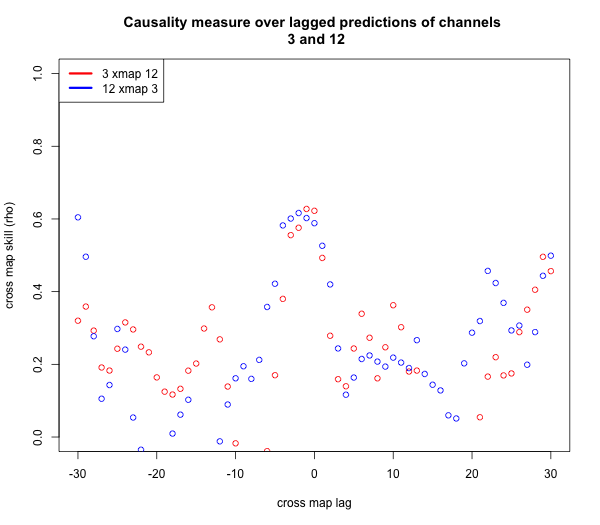 Causality measure over lagged predictions of channels
3 and 12
3 xmap 12
12 xmap 3
cross map skill (rho)
1.0
0.8
0.6
0.4
0.2
0.0
-30
-20
-10
0
10
20
30
cross map lag